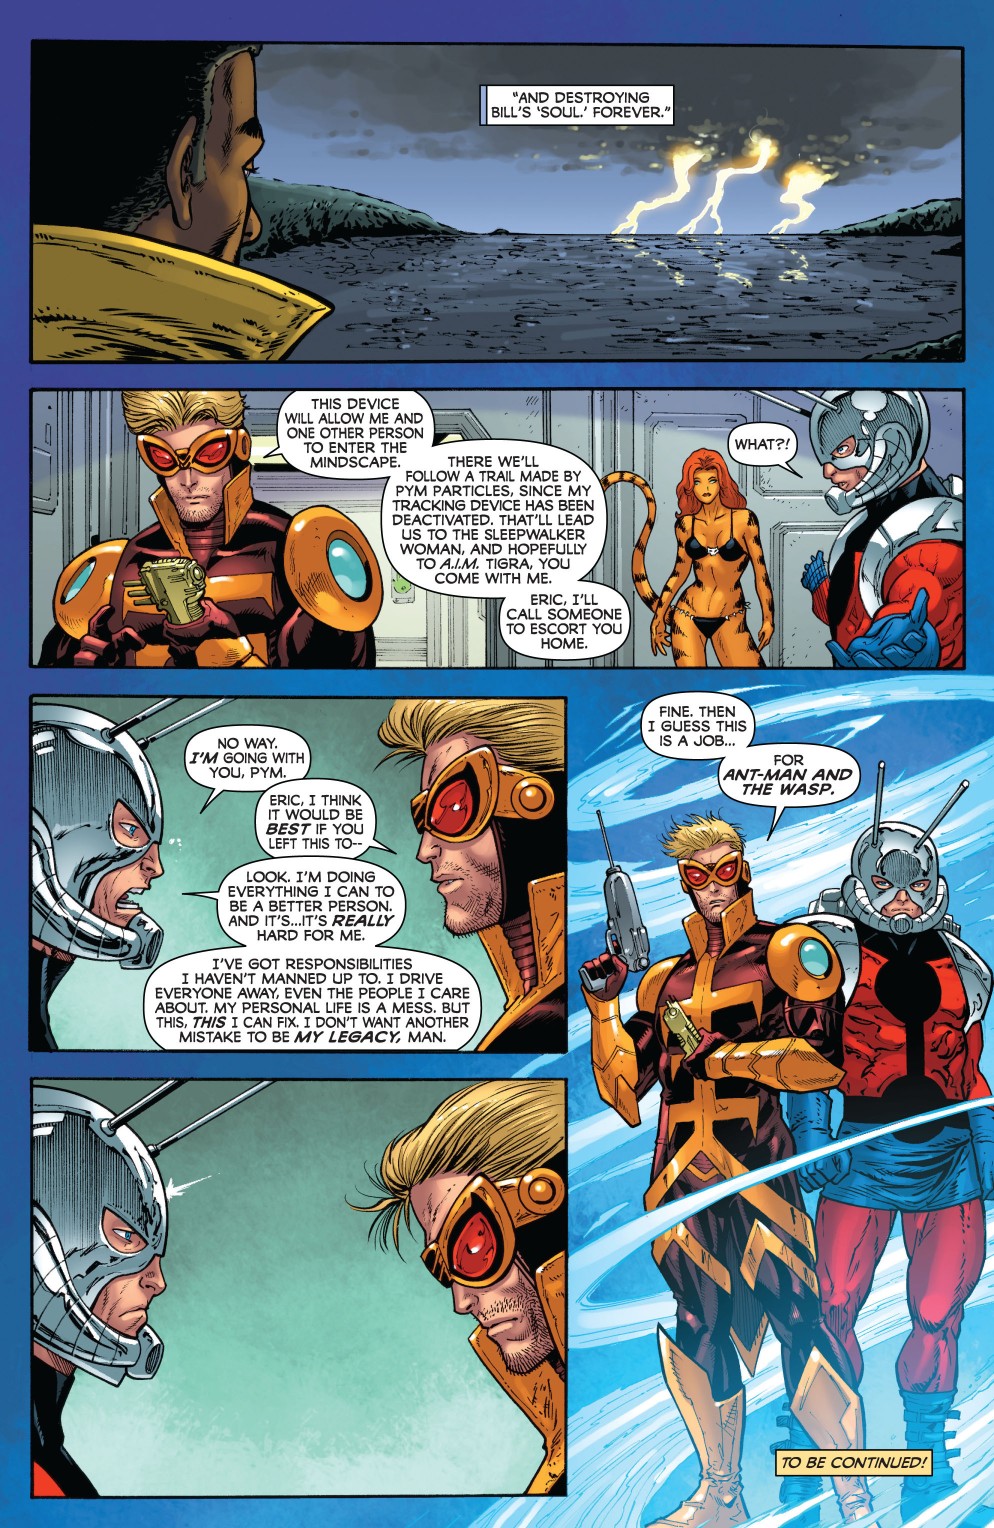 "AND DESTROYING
BILL'S 'SOUL.' FOREVER."
THIS DEVICE
WILL ALLOW ME AND
ONE OTHER PERSON
TO ENTER THE
MINDSCAPE.
THERE WE'LL
FOLLOW A TRAIL MADE BY
PYM PARTICLES, SINCE MY
TRACKING DEVICE HAS BEEN
DEACTIVATED. THAT'LL LEAD
US TO THE SLEEPWALKER
WOMAN, AND HOPEFULLY
TO A.I.M. TIGRA, YOU
COME WITH ME.
ERIC, I'LL
CALL SOMEONE
TO ESCORT YOU
HOME.
WHAT?!
NO WAY.
I'M GOING WITH
YOU, PYM.
ERIC, I THINK
IT WOULD BE
BEST IF YOU
LEFT THIS TO--
LOOK. I'M DOING
EVERYTHING I CAN TO
BE A BETTER PERSON.
AND IT'S...IT'S REALLY
HARD FOR ME.
I'VE GOT RESPONSIBILITIES
I HAVEN'T MANNED UP TO. I DRIVE
EVERYONE AWAY, EVEN THE PEOPLE I CARE
ABOUT. MY PERSONAL LIFE IS A MESS. BUT
THIS, THIS I CAN FIX. I DON'T WANT ANOTHER
MISTAKE TO BE MY LEGACY, MAN.
FINE. THEN
I GUESS THIS
IS A JOB...
FOR
ANT-MAN AND
THE WASP.
TO BE CONTINUED!